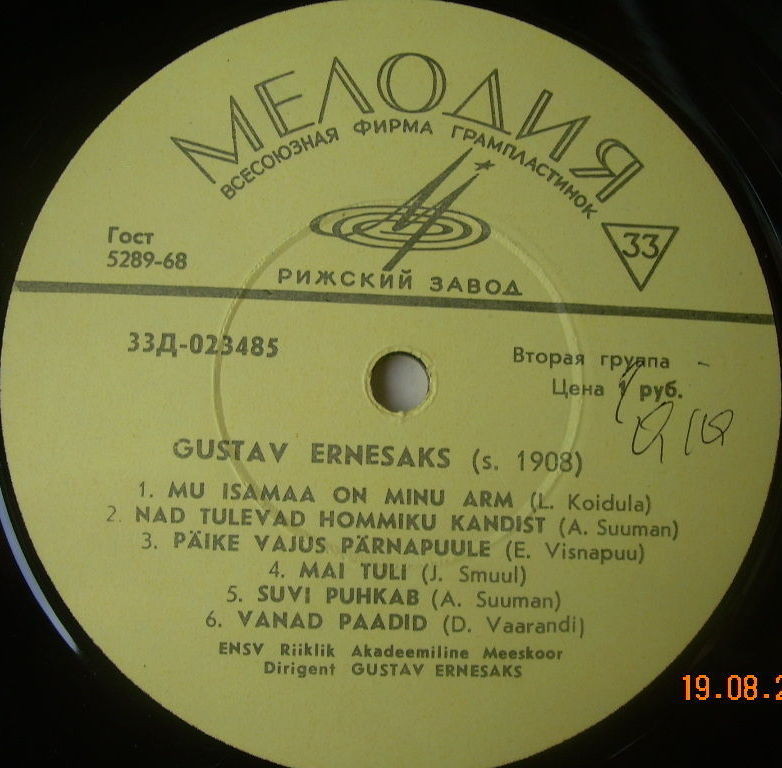 МЕЛОДИЯ
ВСЕСОЮЗНАЯ ФИРМА ГРАМПЛАСТИНОК
33
Гост
5289-68
РИЖСКИЙ ЗАВОД
33Д-023485
Вторая группа
Цена 1 руб.
GUSTAV ERNESAKS (s. 1908)
1. MU ISAMAA ON MINU ARM (L. Koidula)
2. NAD TULEVAD HOMMIKU KANDIST (A. Suuman)
3. PÄIKE VAJUS PÄRNAPUULE (E. Visnapuu)
4. MAI TULI (J. Smuul)
5. SUVI PUHKAB (A. Suuman)
6. VANAD PAADID (D. Vaarandi)
ENSV Riiklik Akadeemiline Meeskoor
Dirigent GUSTAV ERNESAKS
19.08.2